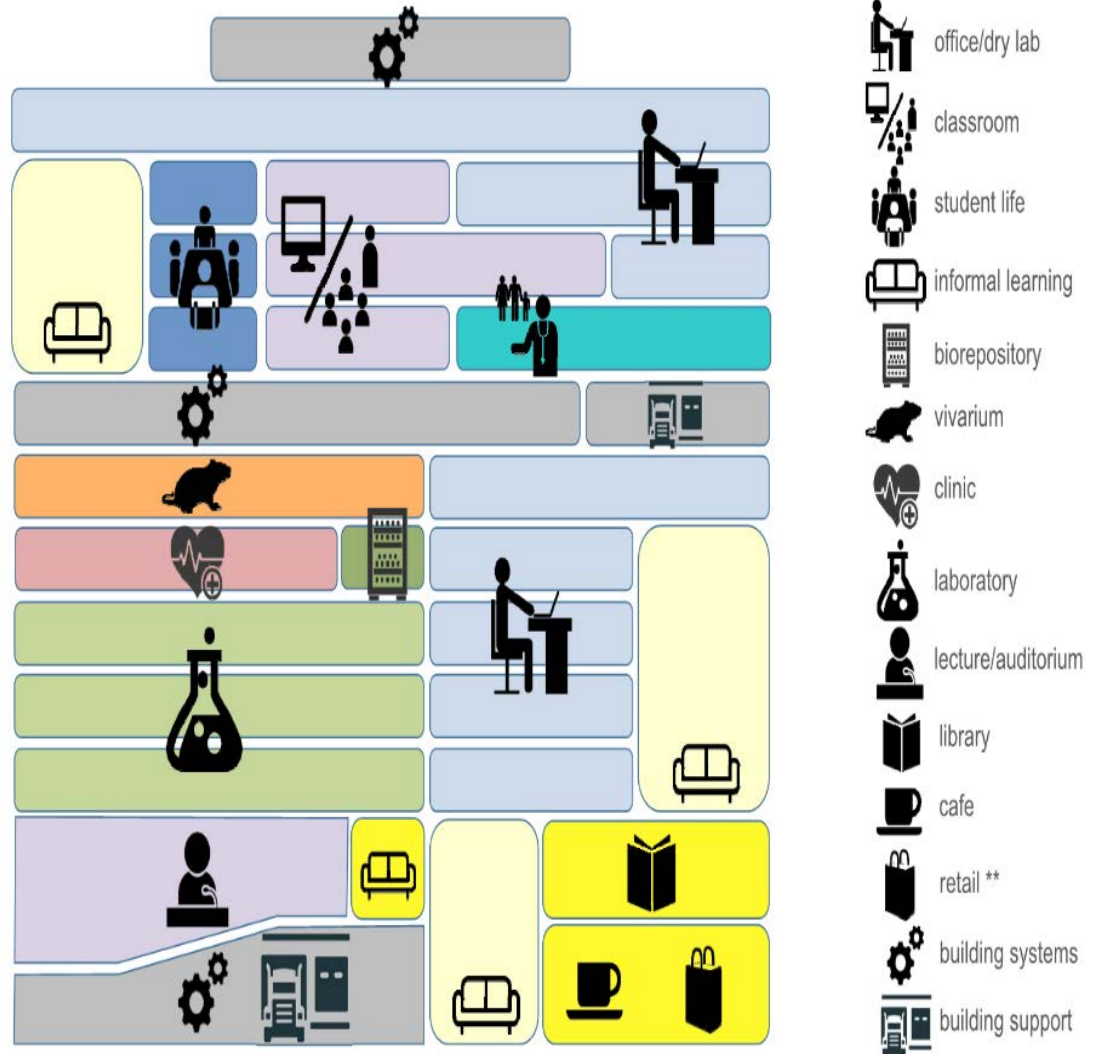 office/dry lab
classroom
student life
informal learning
biorepository
vivarium
clinic
laboratory
lecture/auditorium
library
cafe
retail **
building systems
building support